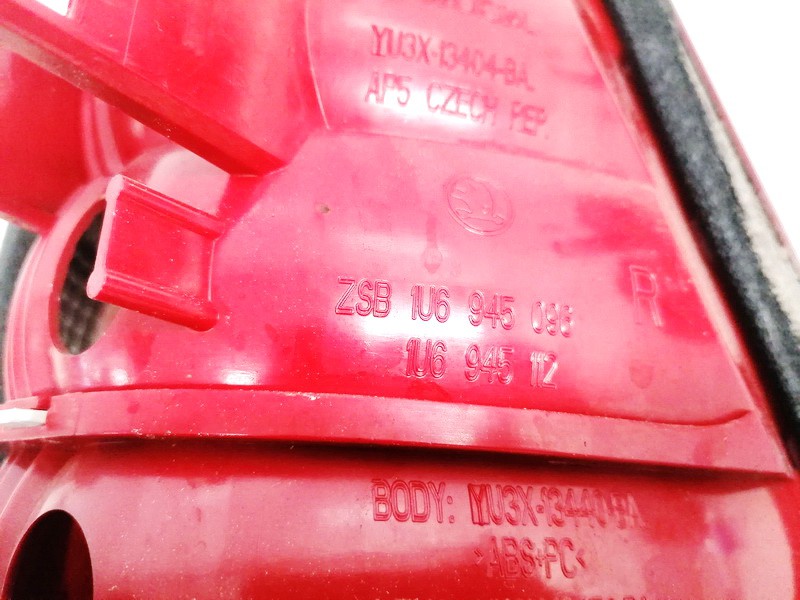 YU3X-13404-BA.
AP5 CZECH REP.
ZSB 1U6 945 096
R
1U6 945 112
BODY: YU3X-13440-BA.
>ABS+PC<